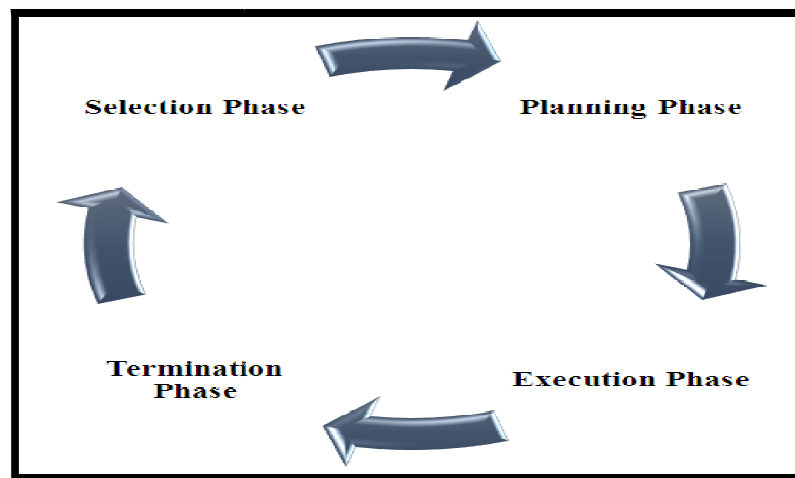 Selection Phase
Planning Phase
Termination
Phase
Execution Phase